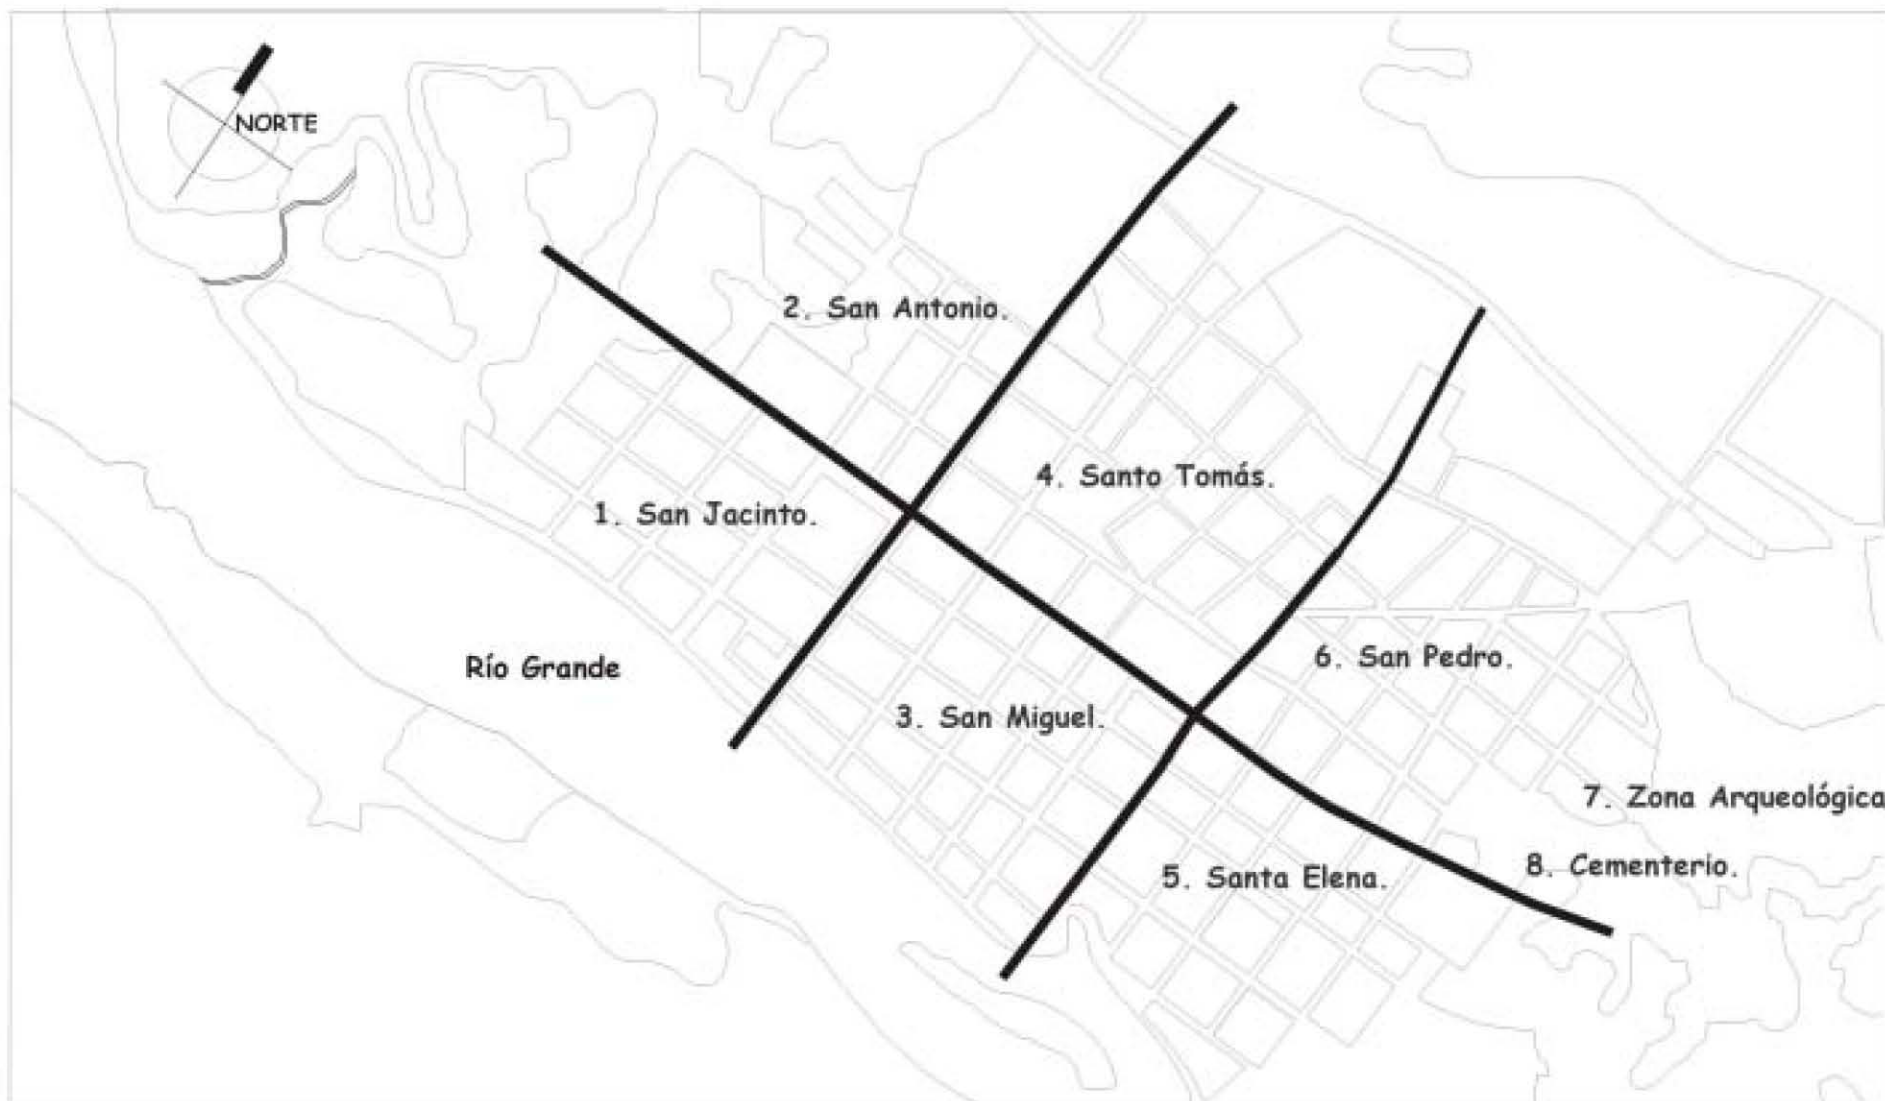 NORTE
2. San Antonio.
4. Santo Tomás.
1. San Jacinto.
Río Grande
6. San Pedro.
3. San Miguel.
7. Zona Arqueológica
8. Cementerio.
5. Santa Elena.